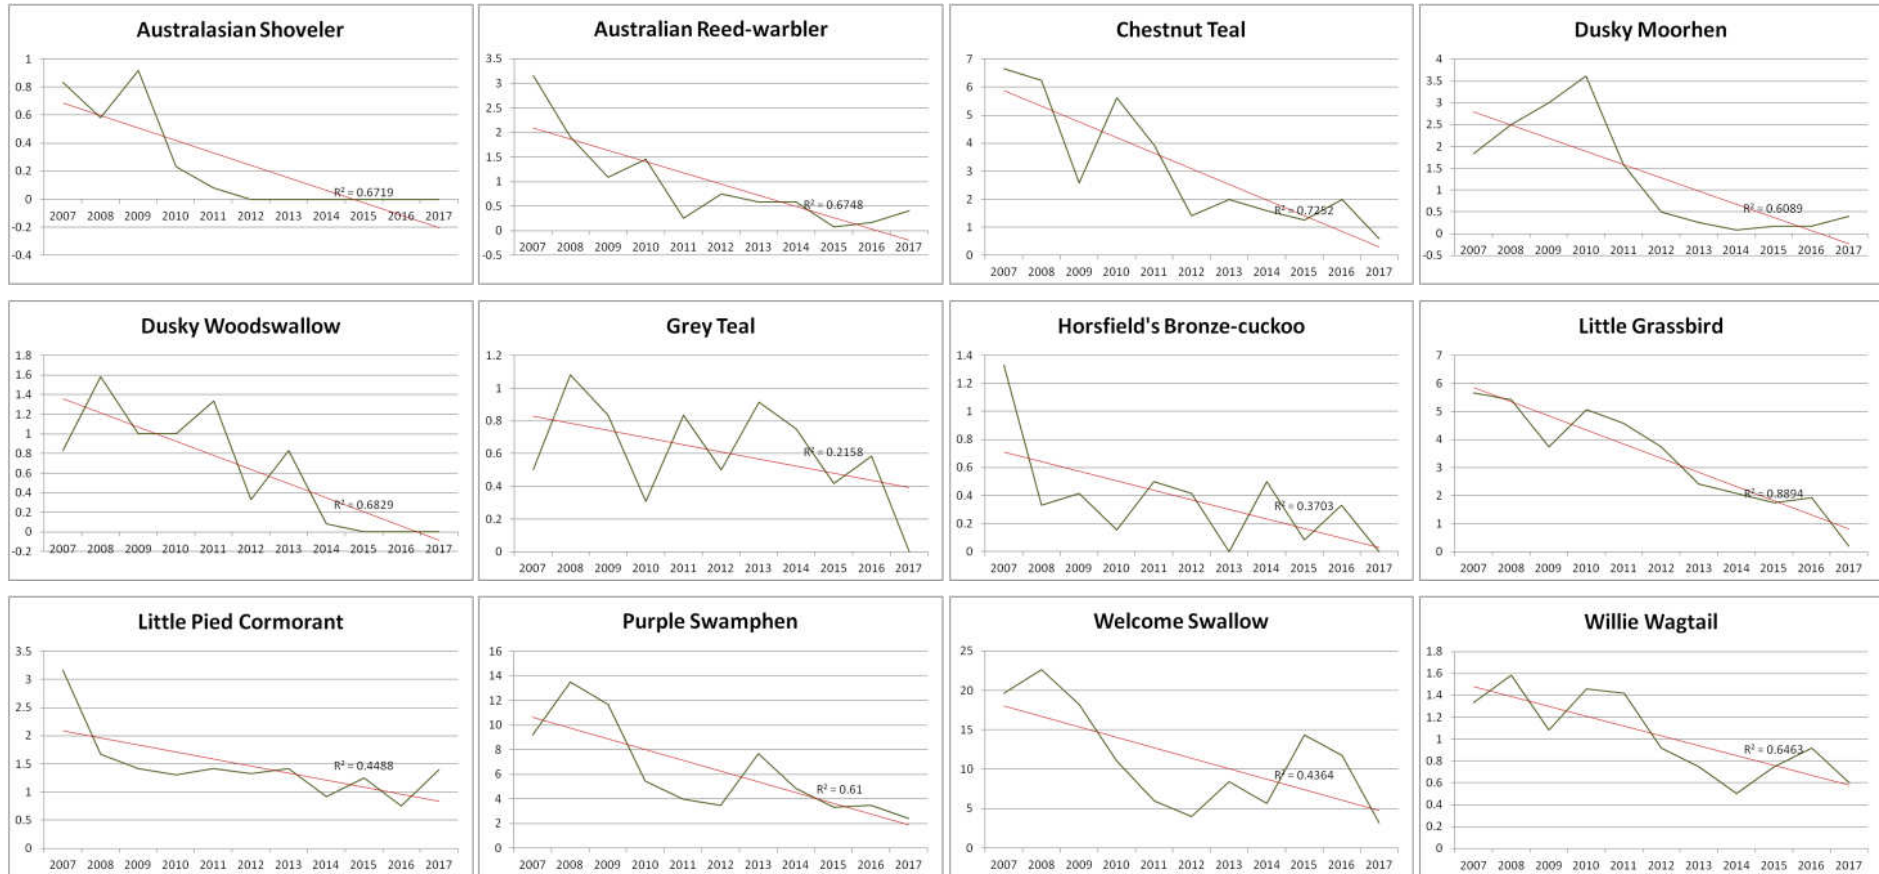 Australasian Shoveler
1
0.8
0.6
0.4
0.2
0
-0.2
-0.4
2007 2008 2009 2010 2011 2012 2013 2014 2015 2016 2017
R² = 0.6719
Australian Reed-warbler
3.5
3
2.5
2
1.5
1
0.5
0
-0.5
2007 2008 2009 2010 2011 2012 2013 2014 2015 2016 2017
R² = 0.6748
Chestnut Teal
7
6
5
4
3
2
1
0
2007 2008 2009 2010 2011 2012 2013 2014 2015 2016 2017
R² = 0.7252
Dusky Moorhen
4
3.5
3
2.5
2
1.5
1
0.5
0
-0.5
2007 2008 2009 2010 2011 2012 2013 2014 2015 2016 2017
R² = 0.6089
Dusky Woodswallow
1.8
1.6
1.4
1.2
1
0.8
0.6
0.4
0.2
0
-0.2
2007 2008 2009 2010 2011 2012 2013 2014 2015 2016 2017
R² = 0.6829
Grey Teal
1.2
1
0.8
0.6
0.4
0.2
0
2007 2008 2009 2010 2011 2012 2013 2014 2015 2016 2017
R² = 0.2158
Horsfield's Bronze-cuckoo
1.4
1.2
1
0.8
0.6
0.4
0.2
0
2007 2008 2009 2010 2011 2012 2013 2014 2015 2016 2017
R² = 0.3703
Little Grassbird
7
6
5
4
3
2
1
0
2007 2008 2009 2010 2011 2012 2013 2014 2015 2016 2017
R² = 0.8894
Little Pied Cormorant
3.5
3
2.5
2
1.5
1
0.5
0
2007 2008 2009 2010 2011 2012 2013 2014 2015 2016 2017
R² = 0.4488
Purple Swamphen
16
14
12
10
8
6
4
2
0
2007 2008 2009 2010 2011 2012 2013 2014 2015 2016 2017
R² = 0.61
Welcome Swallow
25
20
15
10
5
0
2007 2008 2009 2010 2011 2012 2013 2014 2015 2016 2017
R² = 0.4364
Willie Wagtail
1.8
1.6
1.4
1.2
1
0.8
0.6
0.4
0.2
0
2007 2008 2009 2010 2011 2012 2013 2014 2015 2016 2017
R² = 0.6463